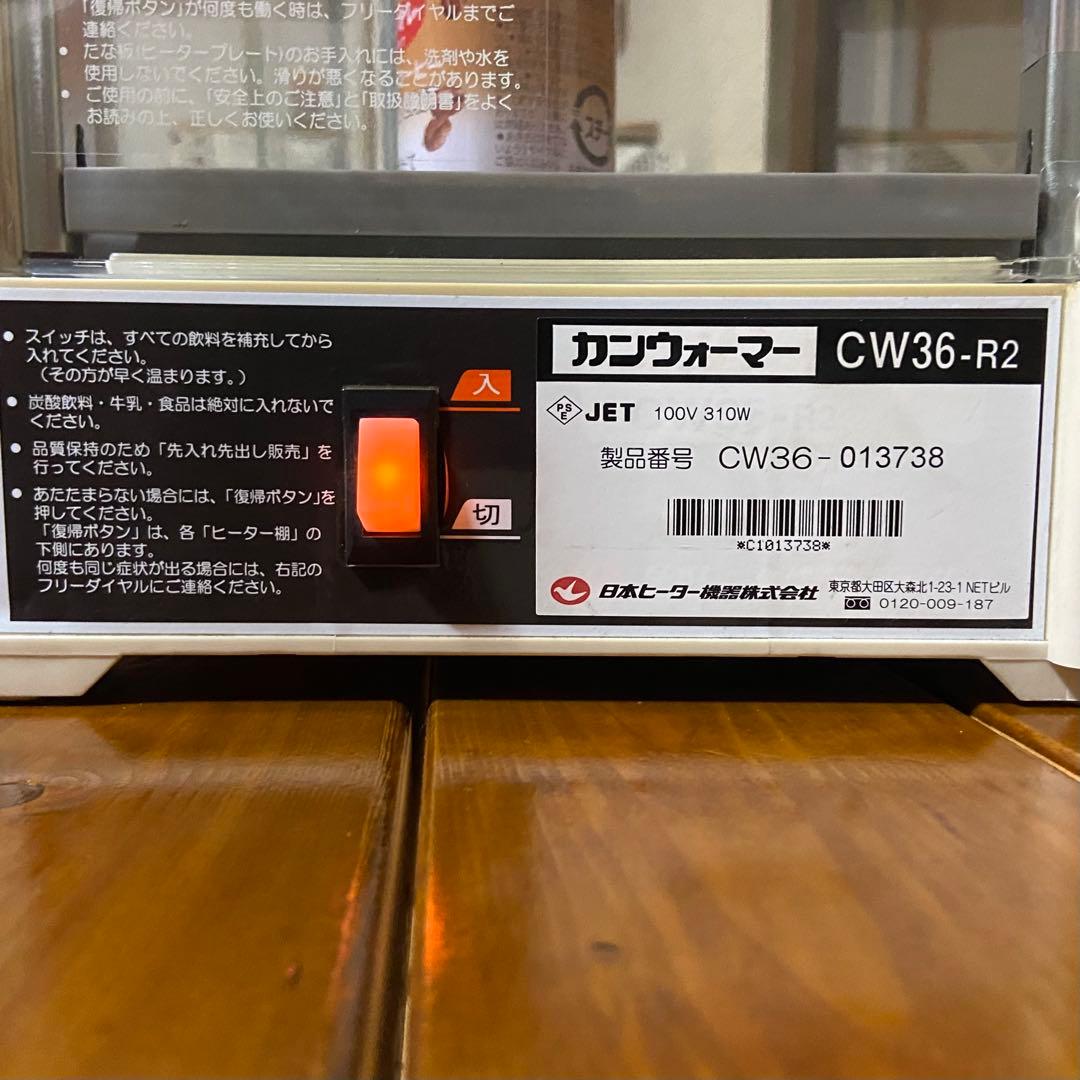 「復帰ボタン」が何度も働く時は、フリーダイヤルまでご
連絡ください。
● たな板(ヒータープレート)のお手入れには、洗剤や水を
使用しないでください。滑りが悪くなることがあります。
● ご使用の前に、「安全上のご注意」と「取扱説明書」をよく
お読みの上、正しくお使いください。
スチール
● スイッチは、すべての飲料を補充してから
入れてください。
(その方が早く温まります。)
● 炭酸飲料・牛乳・食品は絶対に入れないで
ください。
● 品質保持のため「先入れ先出し販売」を
行ってください。
● あたたまらない場合には、「復帰ボタン」を
押してください。
「復帰ボタン」は、各「ヒーター棚」の
下側にあります。
何度も同じ症状が出る場合には、右記の
フリーダイヤルにご連絡ください。
入
切
カンウォーマー CW36-R2
PSE JET 100V 310W
製品番号 CW36-013738
*C1013738*
日本ヒーター機器株式会社 東京都大田区大森北1-23-1 NETビル
0120-009-187